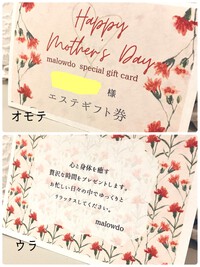 Happy
Mother's Day
malowdo special gift card
様
エステギフト券
オモテ
心と身体を癒す
贅沢な時間をプレゼントします。
お忙しい日々の中でゆっくりと
リラックスしてください。
malowdo
ウラ